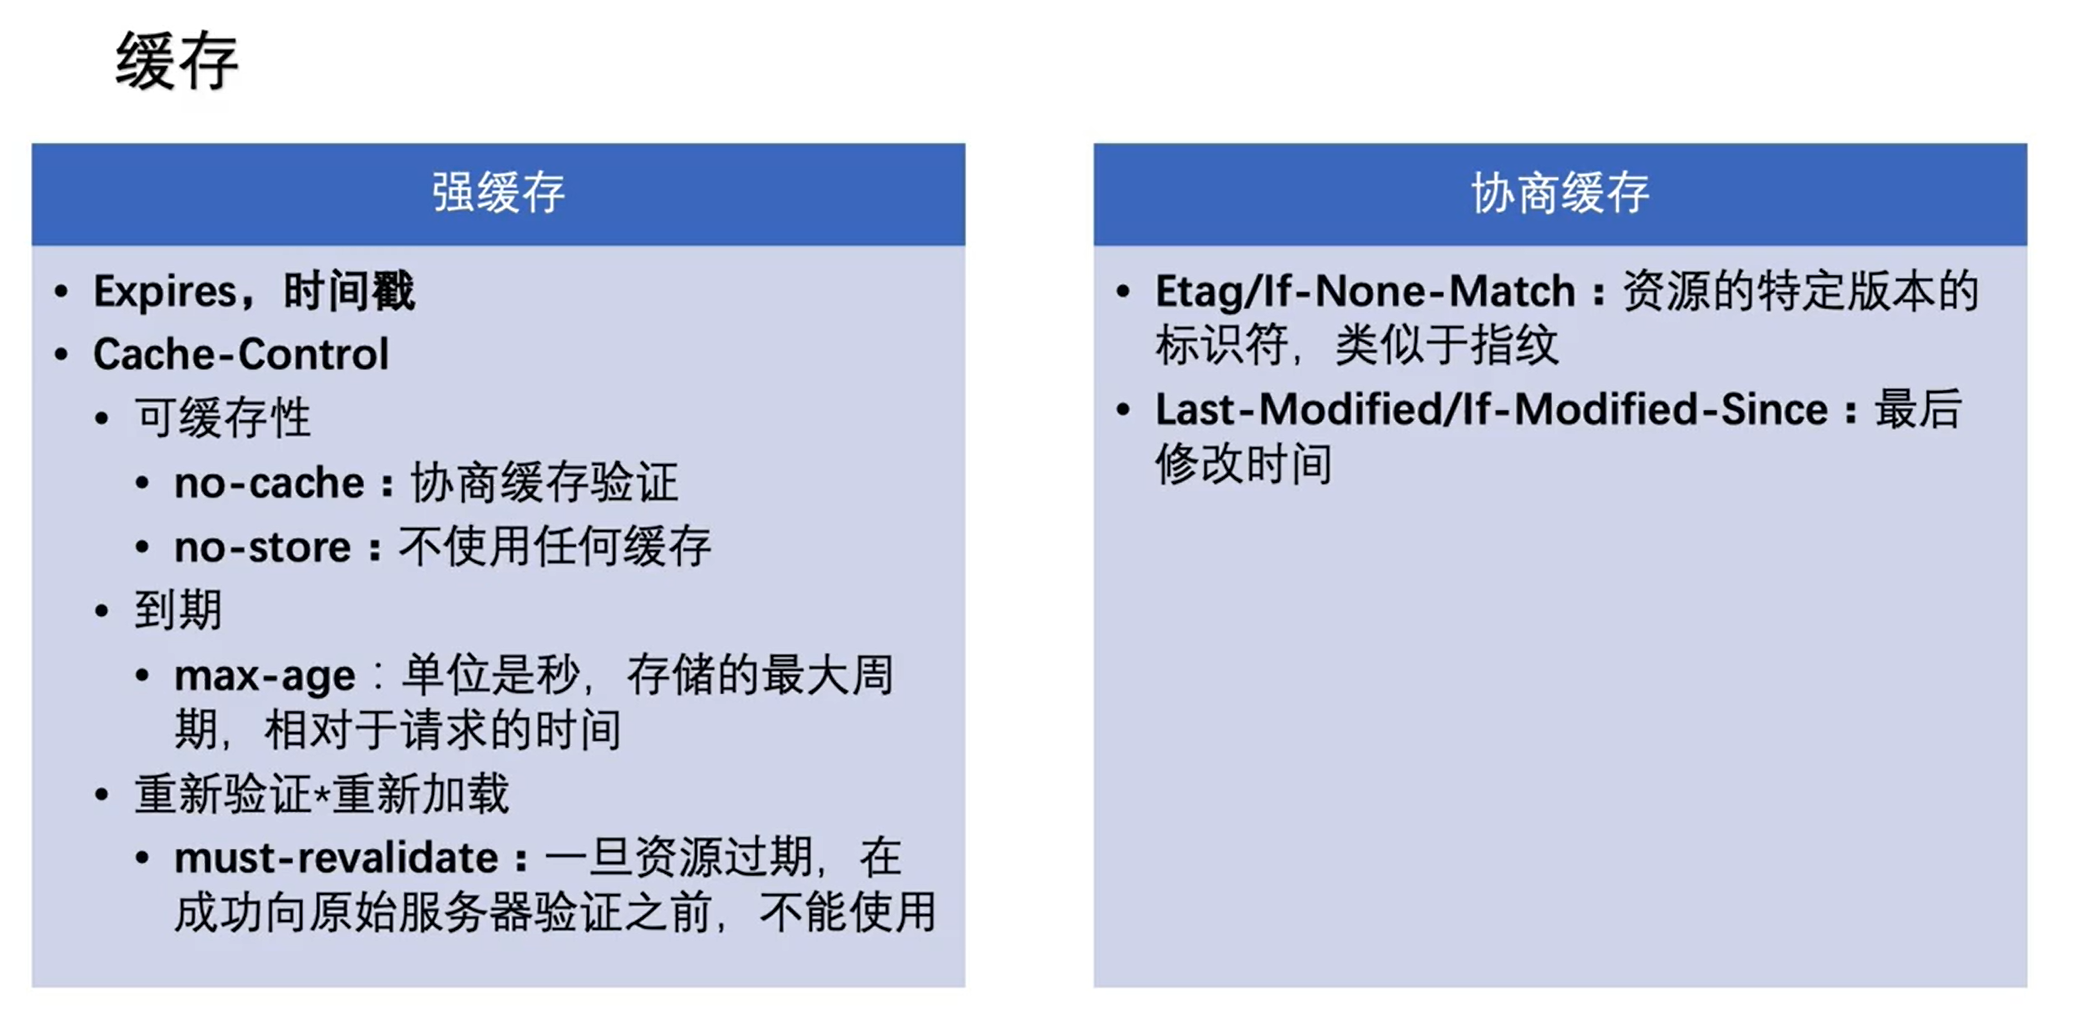 缓存
强缓存
• Expires，时间戳
• Cache-Control
• 可缓存性
• no-cache：协商缓存验证
• no-store：不使用任何缓存
• 到期
• max-age：单位是秒，存储的最大周
期，相对于请求的时间
• 重新验证*重新加载
• must-revalidate：一旦资源过期，在
成功向原始服务器验证之前，不能使用
协商缓存
• Etag/If-None-Match：资源的特定版本的
标识符，类似于指纹
• Last-Modified/If-Modified-Since：最后
修改时间